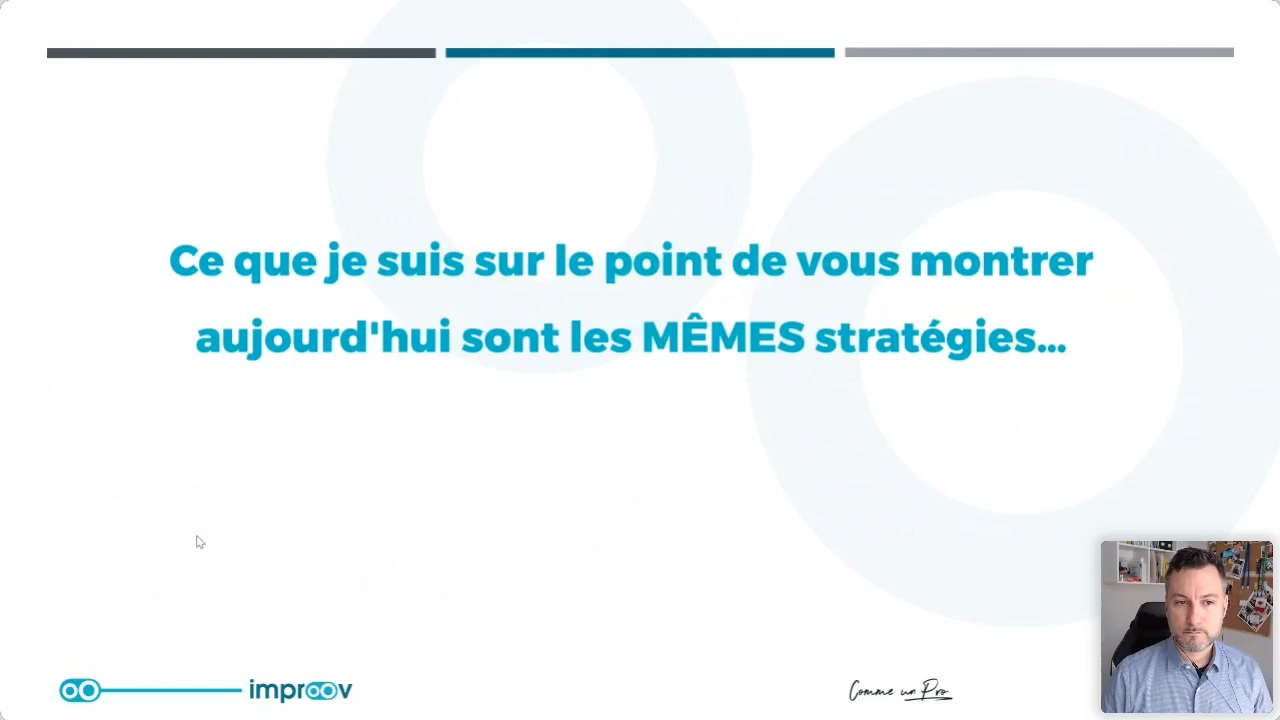 Ce que je suis sur le point de vous montrer
aujourd'hui sont les MÊMES stratégies...
improov
Comme un Pro